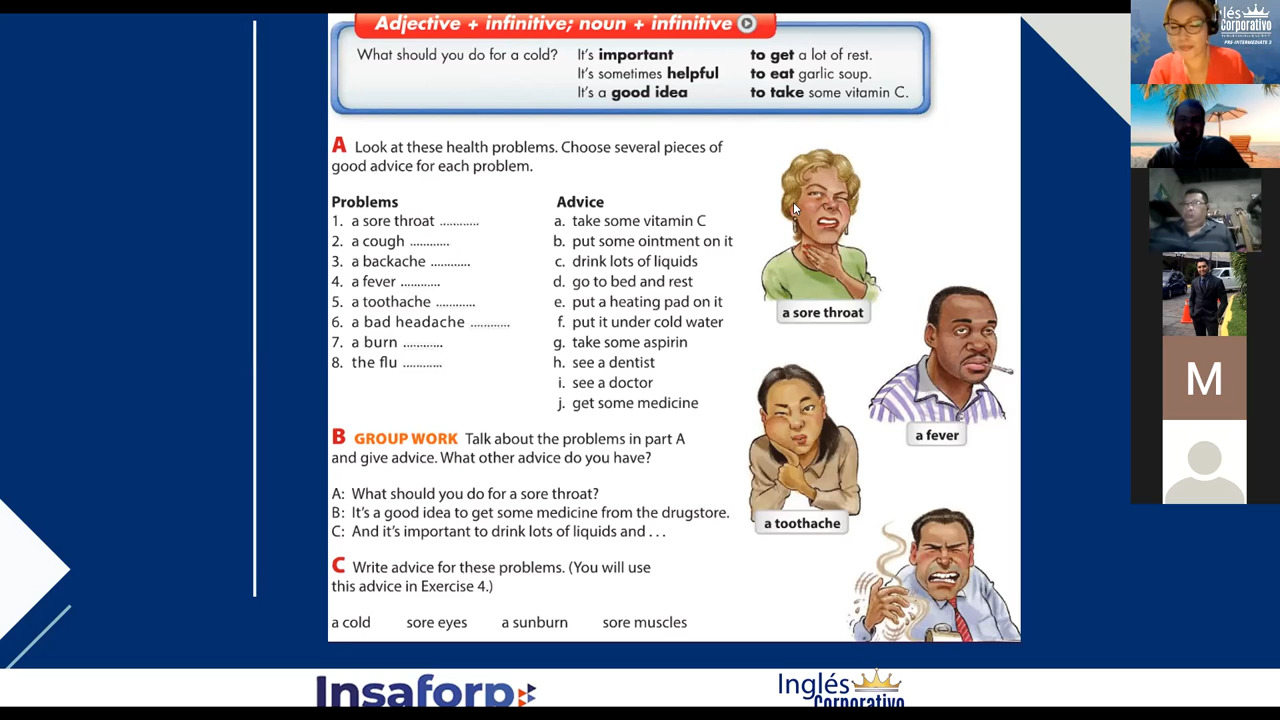 Adjective + infinitive; noun + infinitive
What should you do for a cold? It's important to get a lot of rest.
It's sometimes helpful to eat garlic soup.
It's a good idea to take some vitamin C.
A Look at these health problems. Choose several pieces of
good advice for each problem.
Problems Advice
1. a sore throat ............ a. take some vitamin C
2. a cough ............ b. put some ointment on it
3. a backache ............ c. drink lots of liquids
4. a fever ............ d. go to bed and rest
5. a toothache ............ e. put a heating pad on it
6. a bad headache ............ f. put it under cold water
7. a burn ............ g. take some aspirin
8. the flu ............ h. see a dentist
i. see a doctor
j. get some medicine
a sore throat
a fever
a toothache
B GROUP WORK Talk about the problems in part A
and give advice. What other advice do you have?
A: What should you do for a sore throat?
B: It's a good idea to get some medicine from the drugstore.
C: And it's important to drink lots of liquids and . . .
C Write advice for these problems. (You will use
this advice in Exercise 4.)
a cold sore eyes a sunburn sore muscles
Insaforp
Inglés
Corporativo
Corporativo
PRE-INTERMEDIATE 2
M